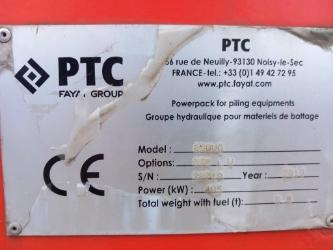 PTC
FAYAT GROUP
PTC
56 rue de Neuilly-93130 Noisy-le-Sec
FRANCE-tel.: +33 (0)1 49 42 72 95
www.ptc.fayat.com
Powerpack for piling equipments
Groupe hydraulique pour materiels de battage
CE
Model :
Options:
S/N :
Year :
Power (kW) :
Total weight with fuel (t):